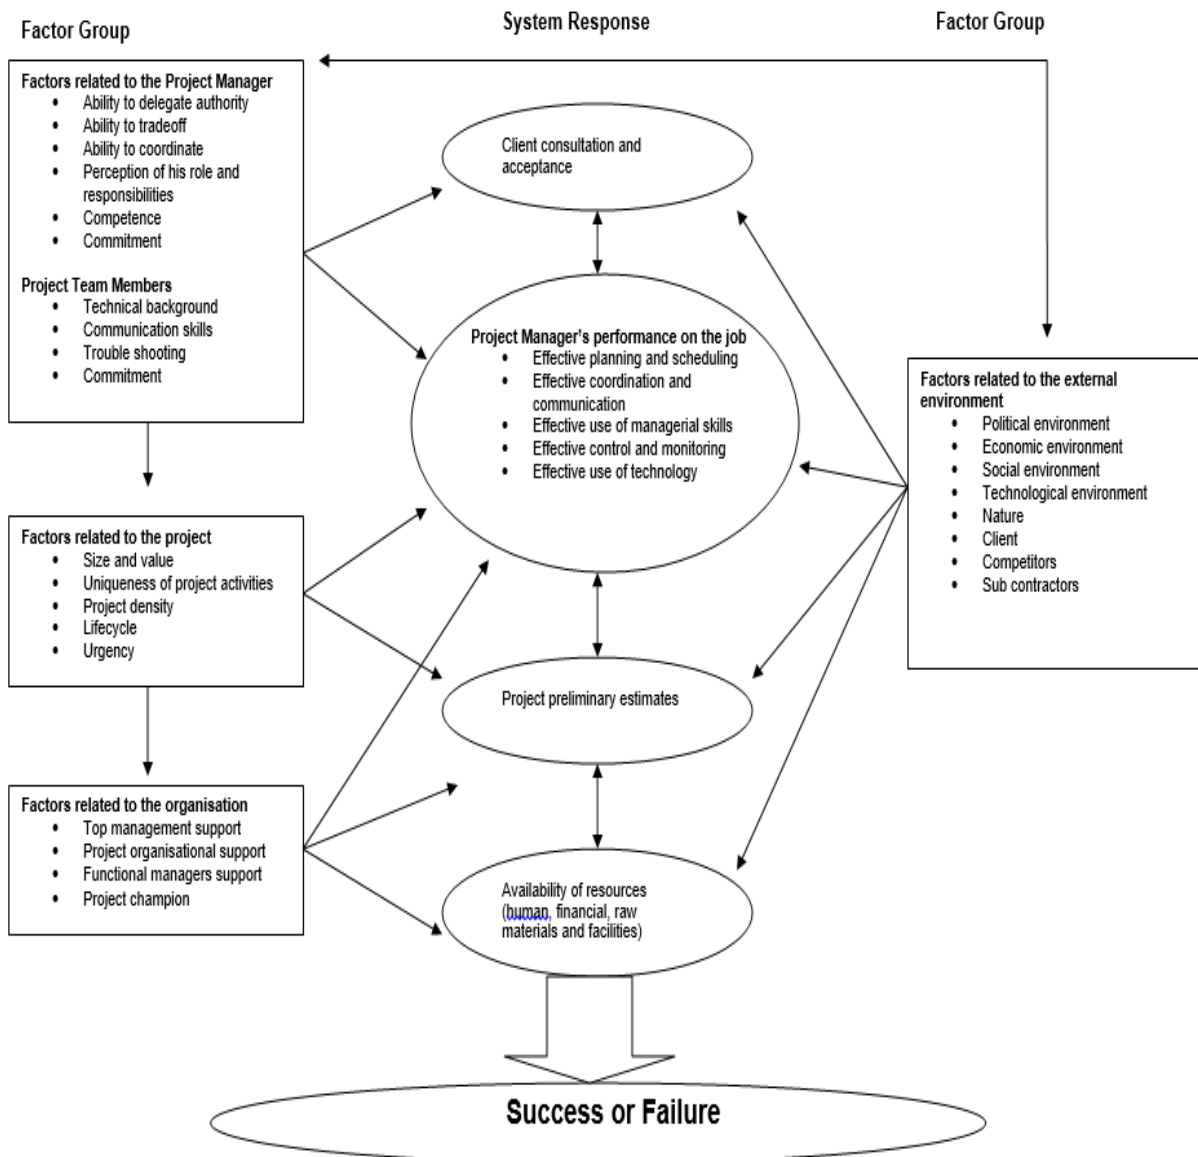 Factor Group
System Response
Factor Group
Factors related to the Project Manager
• Ability to delegate authority
• Ability to tradeoff
• Ability to coordinate
• Perception of his role and
responsibilities
• Competence
• Commitment
Project Team Members
• Technical background
• Communication skills
• Trouble shooting
• Commitment
Factors related to the project
• Size and value
• Uniqueness of project activities
• Project density
• Lifecycle
• Urgency
Factors related to the organisation
• Top management support
• Project organisational support
• Functional managers support
• Project champion
Client consultation and
acceptance
Project Manager's performance on the job
• Effective planning and scheduling
• Effective coordination and
communication
• Effective use of managerial skills
• Effective control and monitoring
• Effective use of technology
Project preliminary estimates
Availability of resources
(human, financial, raw
materials and facilities)
Factors related to the external
environment
• Political environment
• Economic environment
• Social environment
• Technological environment
• Nature
• Client
• Competitors
• Sub contractors
Success or Failure